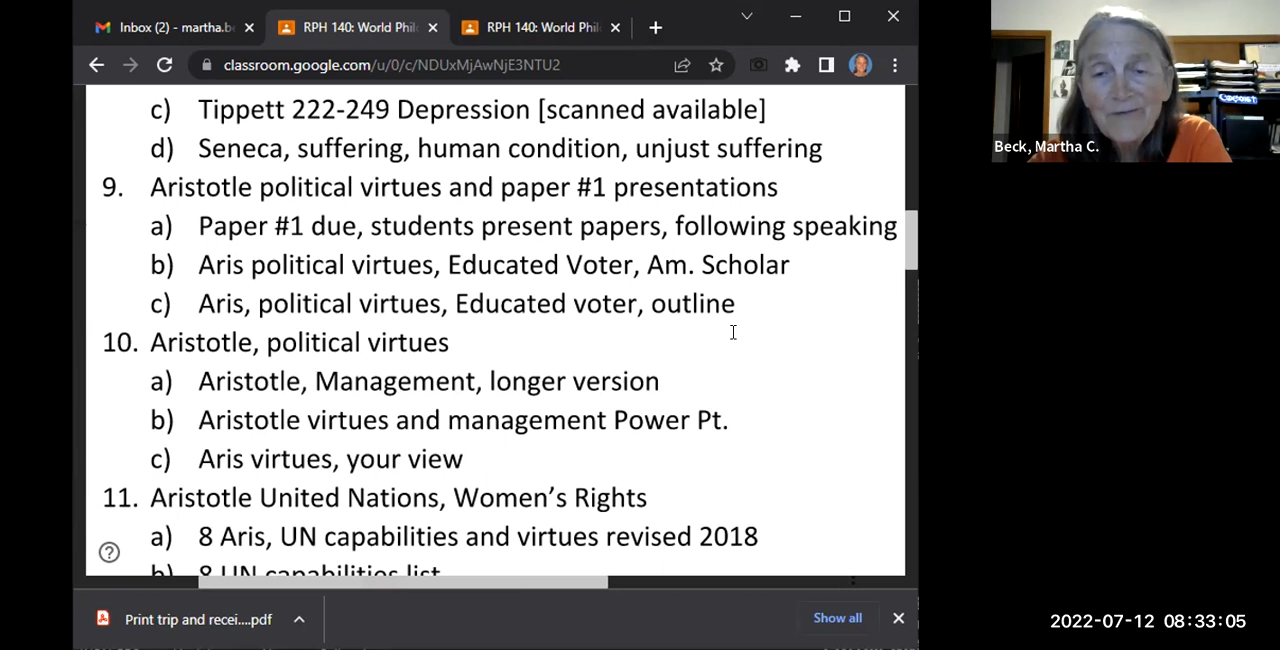 Inbox (2) - martha.b
RPH 140: World Phil
RPH 140: World Phil
classroom.google.com/u/0/c/NDUxMjAwNjE3NTU2
c) Tippett 222-249 Depression [scanned available]
d) Seneca, suffering, human condition, unjust suffering
9. Aristotle political virtues and paper #1 presentations
a) Paper #1 due, students present papers, following speaking
b) Aris political virtues, Educated Voter, Am. Scholar
c) Aris, political virtues, Educated voter, outline
10. Aristotle, political virtues
a) Aristotle, Management, longer version
b) Aristotle virtues and management Power Pt.
c) Aris virtues, your view
11. Aristotle United Nations, Women's Rights
a) 8 Aris, UN capabilities and virtues revised 2018
b) 8 UN capabilities list
Print trip and recei....pdf
Show all
Beck, Martha C.
2022-07-12 08:33:05